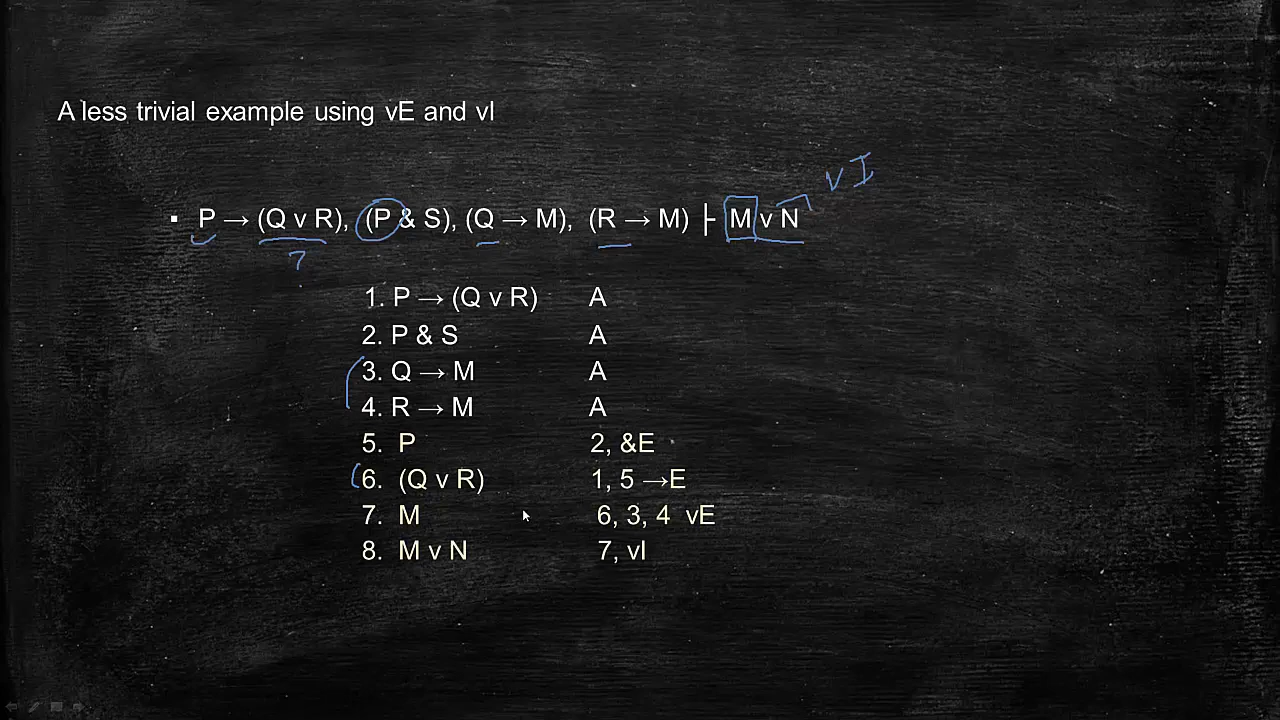 A less trivial example using vE and vI
v I
▪ P → (Q v R), (P & S), (Q → M), (R → M) ├ M v N
7
1. P → (Q v R) A
2. P & S A
3. Q → M A
4. R → M A
5. P 2, &E
6. (Q v R) 1, 5 →E
7. M 6, 3, 4 vE
8. M v N 7, vI